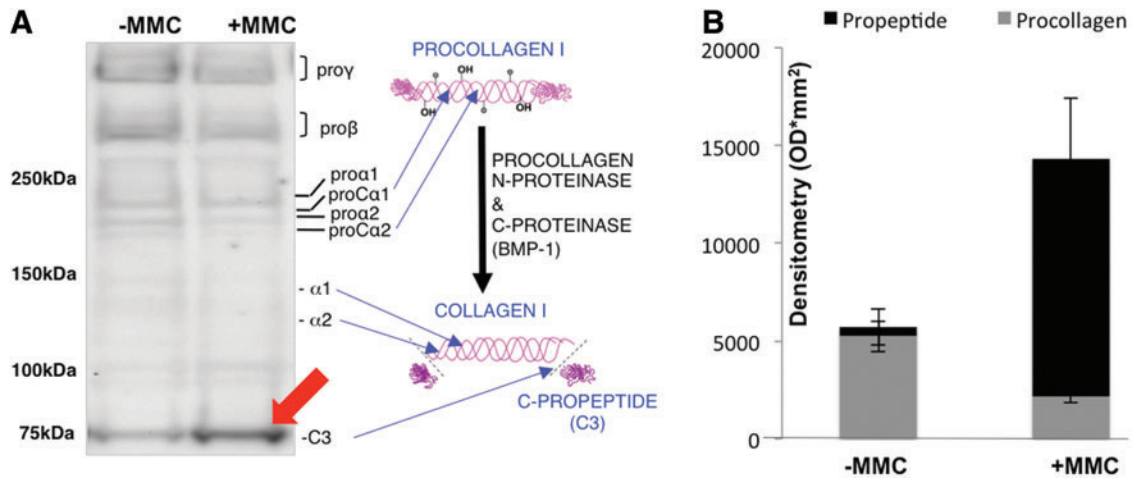 A
-MMC +MMC
proγ
proβ
250kDa
proα1
proCα1
proα2
proCα2
150kDa
- α1
- α2
100kDa
75kDa
-C3
PROCOLLAGEN I
OH
OH
OH
OH
PROCOLLAGEN
N-PROTEINASE
&
C-PROTEINASE
(BMP-1)
COLLAGEN I
C-PROPEPTIDE
(C3)
B
Propeptide Procollagen
Densitometry (OD*mm²)
20000
15000
10000
5000
0
-MMC +MMC